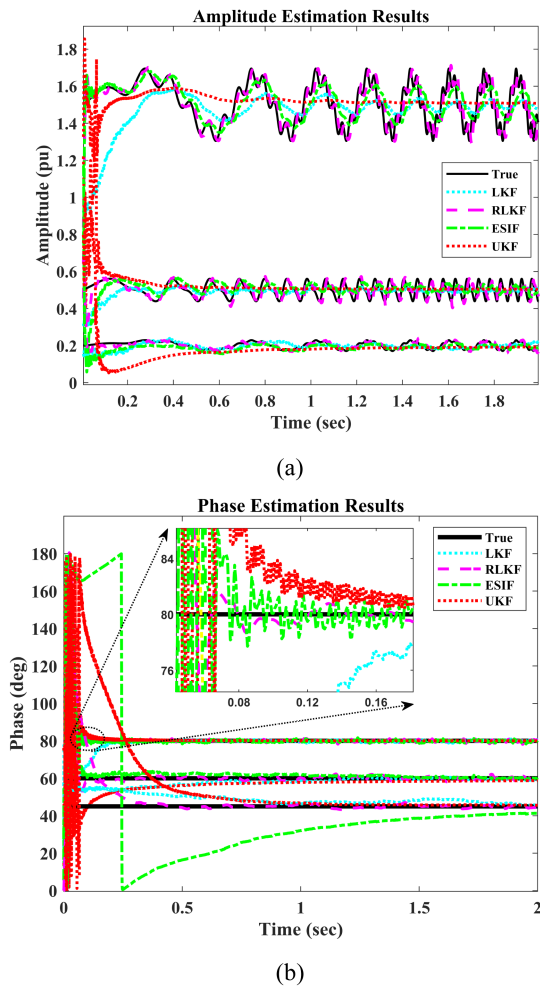 (a)
Amplitude Estimation Results
1.8
1.6
1.4
1.2
1
0.8
0.6
0.4
0.2
0
Amplitude (pu)
True
LKF
RLKF
ESIF
UKF
0.2 0.4 0.6 0.8 1 1.2 1.4 1.6 1.8
Time (sec)
(a)
Phase Estimation Results
180
160
140
120
100
80
60
40
20
0
Phase (deg)
84
80
76
0.08 0.12 0.16
True
LKF
RLKF
ESIF
UKF
0 0.5 1 1.5 2
Time (sec)
(b)